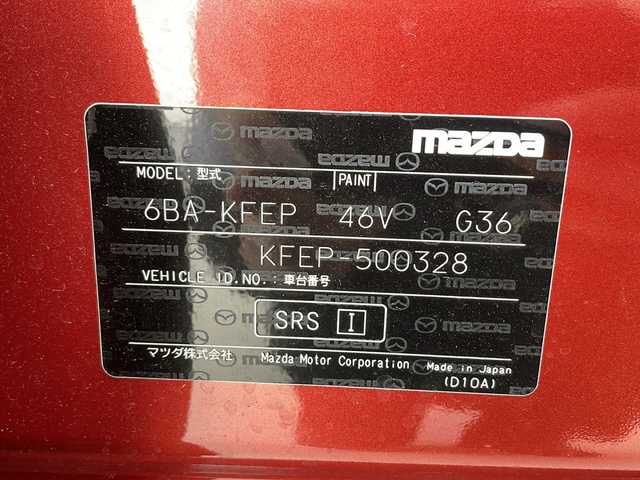 mazda
MODEL:型式 PAINT
6BA-KFEP 46V G36
KFEP-500328
VEHICLE ID.NO.:車台番号
SRS I
マツダ株式会社 Mazda Motor Corporation Made in Japan
(D10A)